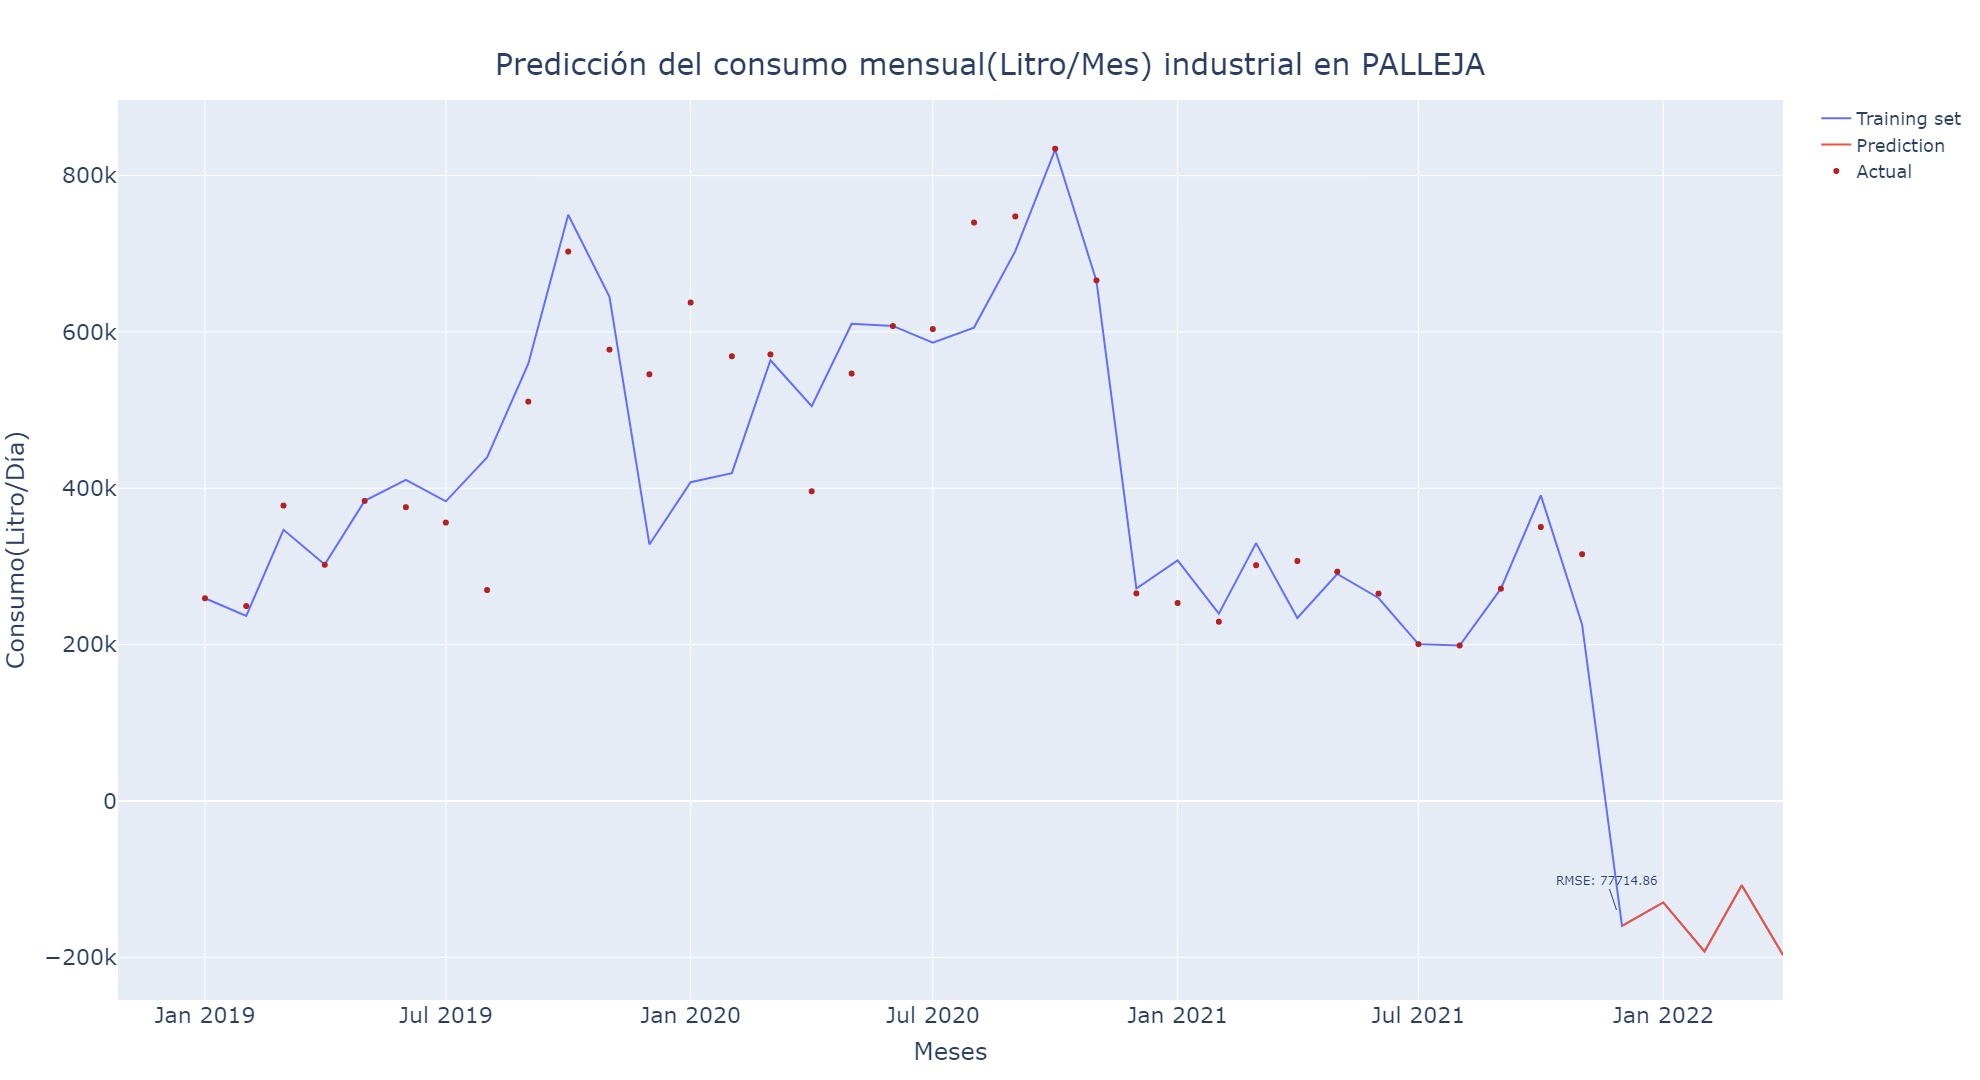 Predicción del consumo mensual(Litro/Mes) industrial en PALLEJA
Training set
Prediction
Actual
Consumo(Litro/Día)
800k
600k
400k
200k
0
−200k
RMSE: 77714.86
Jan 2019
Jul 2019
Jan 2020
Jul 2020
Jan 2021
Jul 2021
Jan 2022
Meses